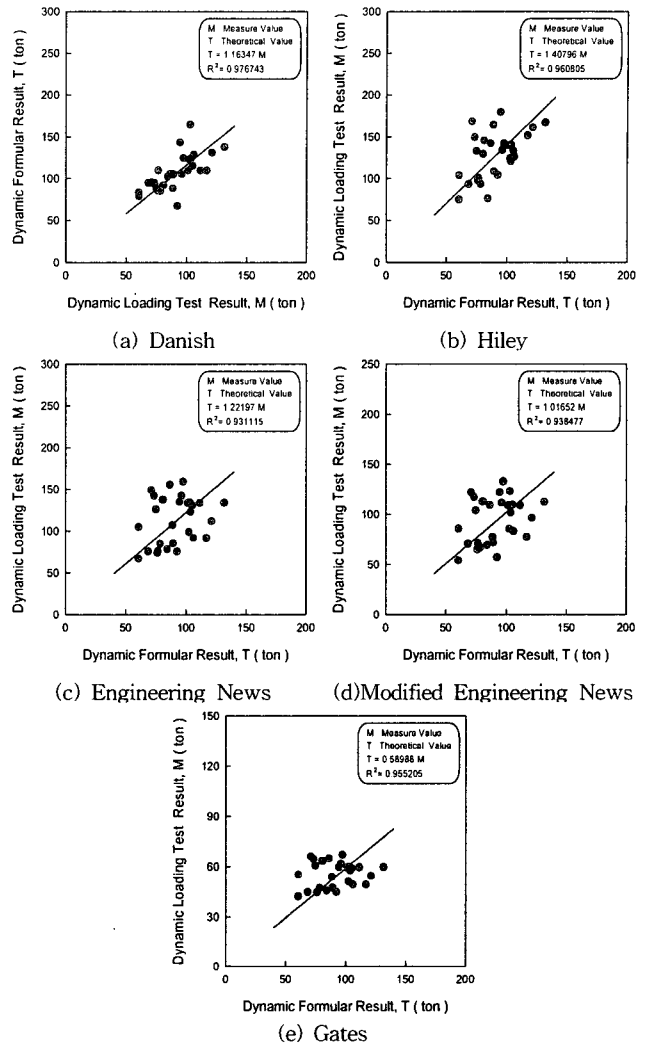 300
250
200
150
100
50
0
Dynamic Formular Result, T ( ton )
M Measure Value
T Theoretical Value
T = 1.16347 M
R²= 0.976743
0 50 100 150 200
Dynamic Loading Test Result, M ( ton )
(a) Danish
300
250
200
150
100
50
0
Dynamic Loading Test Result, M ( ton )
M Measure Value
T Theoretical Value
T = 1.40796 M
R²= 0.960805
0 50 100 150 200
Dynamic Formular Result, T ( ton )
(b) Hiley
300
250
200
150
100
50
0
Dynamic Loading Test Result, M ( ton )
M Measure Value
T Theoretical Value
T = 1.22197 M
R²= 0.931115
0 50 100 150 200
Dynamic Formular Result, T ( ton )
(c) Engineering News
250
200
150
100
50
0
Dynamic Loading Test Result, M ( ton )
M Measure Value
T Theoretical Value
T = 1.01652 M
R²= 0.938477
0 50 100 150 200
Dynamic Formular Result, T ( ton )
(d)Modified Engineering News
150
120
90
60
30
0
Dynamic Loading Test Result, M ( ton )
M Measure Value
T Theoretical Value
T = 0.58988 M
R²= 0.955205
0 50 100 150 200
Dynamic Formular Result, T ( ton )
(e) Gates